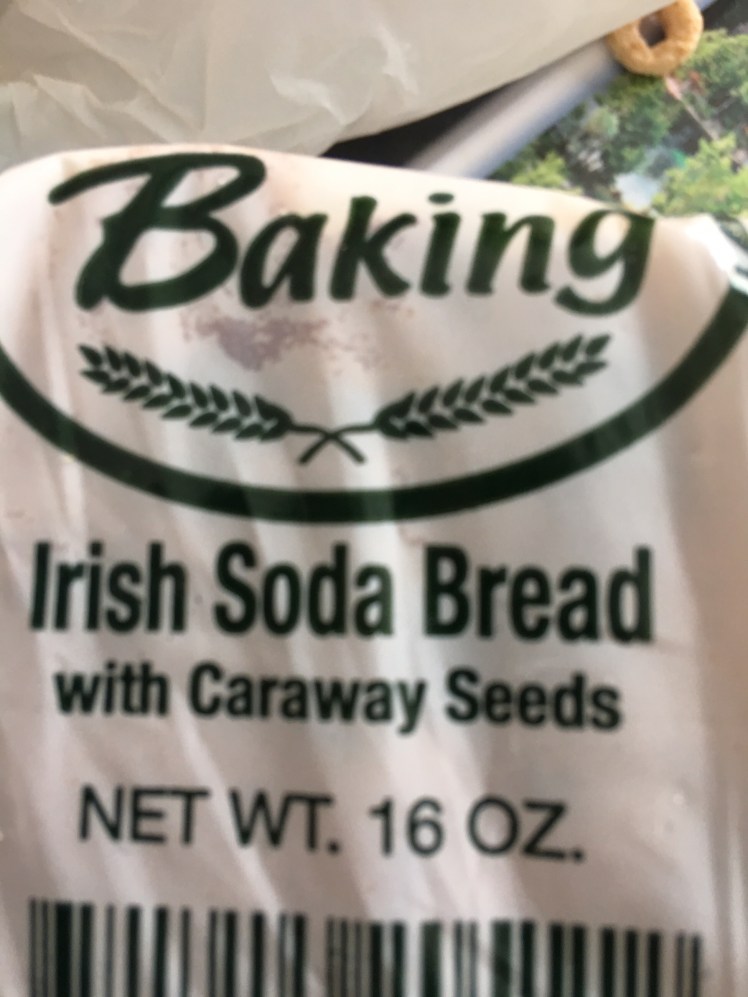 Baking
Irish Soda Bread
with Caraway Seeds
NET WT. 16 OZ.